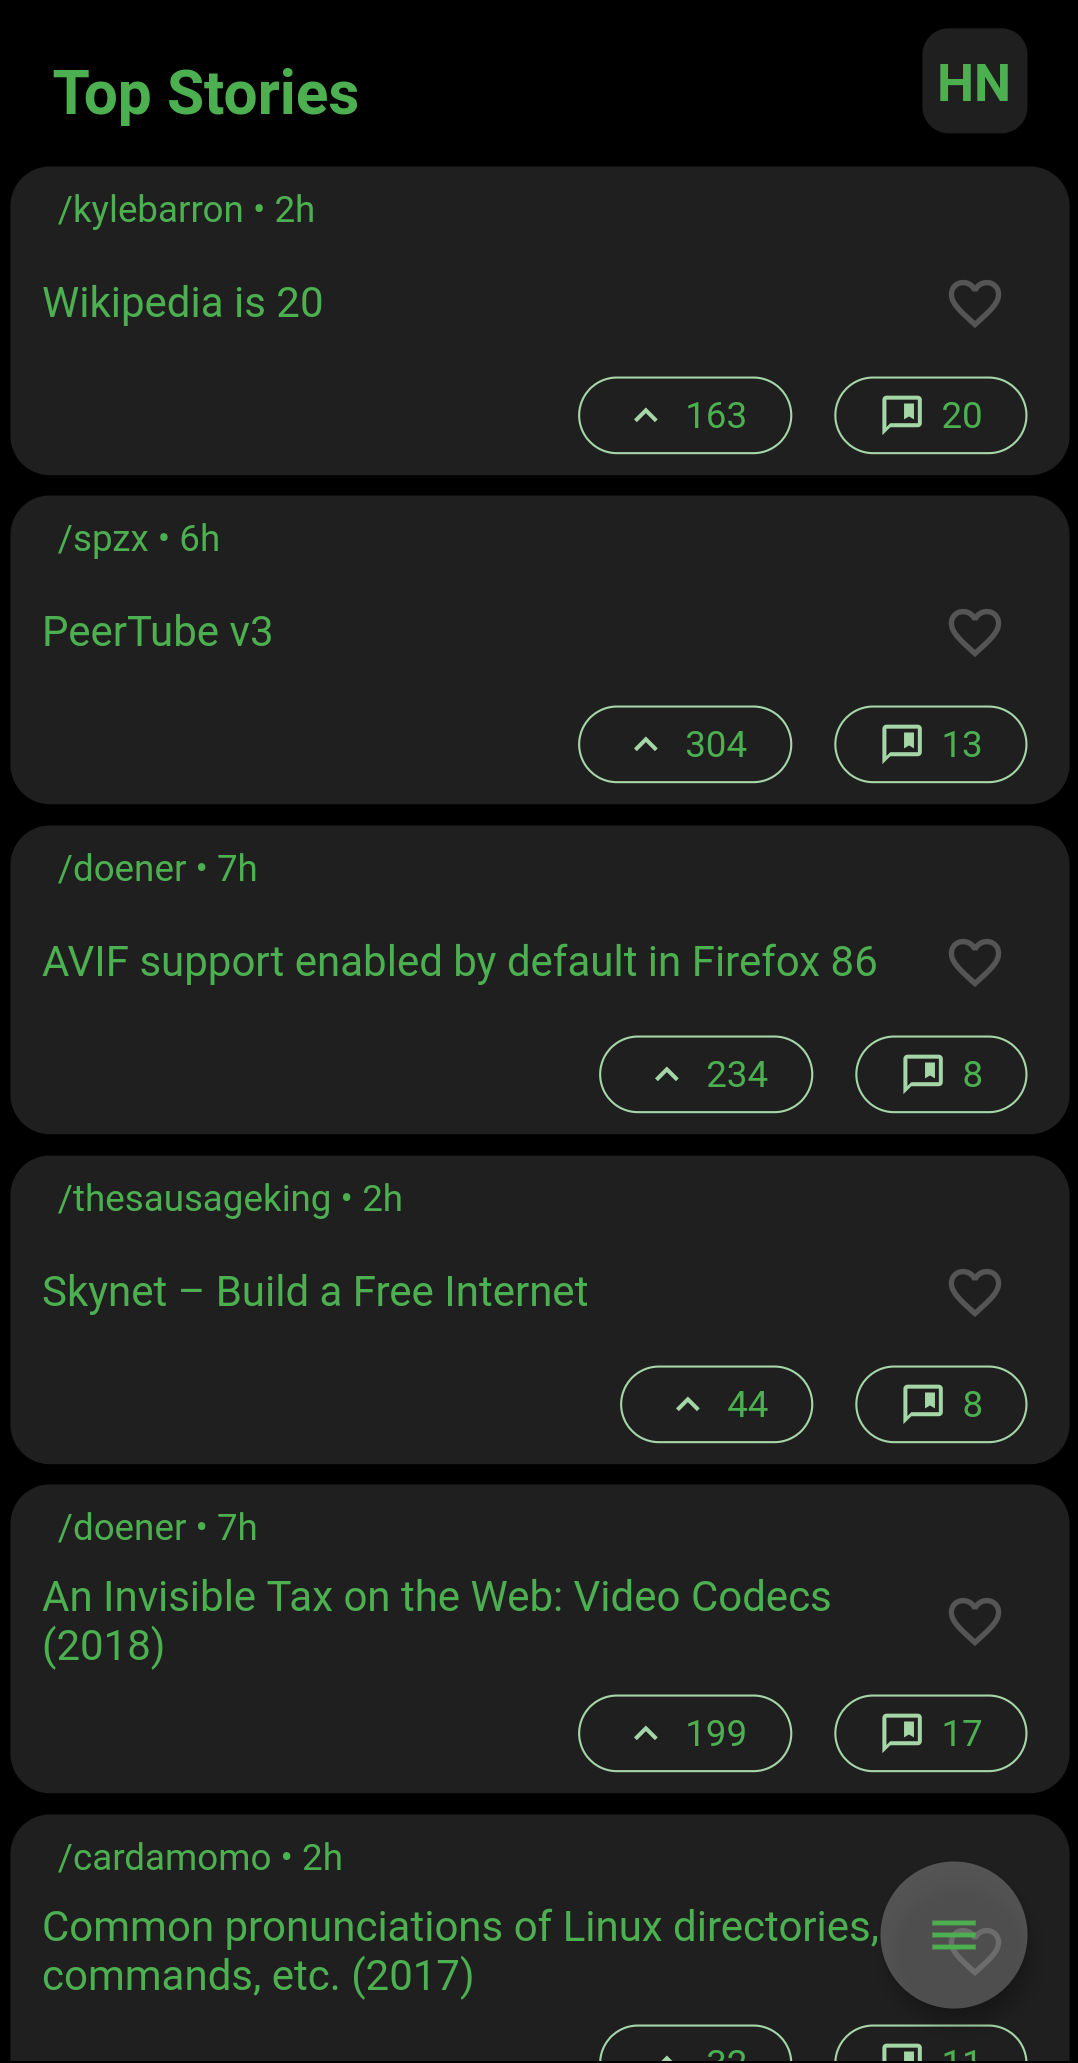 Top Stories
HN
/kylebarron • 2h
Wikipedia is 20
163
20
/spzx • 6h
PeerTube v3
304
13
/doener • 7h
AVIF support enabled by default in Firefox 86
234
8
/thesausageking • 2h
Skynet – Build a Free Internet
44
8
/doener • 7h
An Invisible Tax on the Web: Video Codecs
(2018)
199
17
/cardamomo • 2h
Common pronunciations of Linux directories,
commands, etc. (2017)